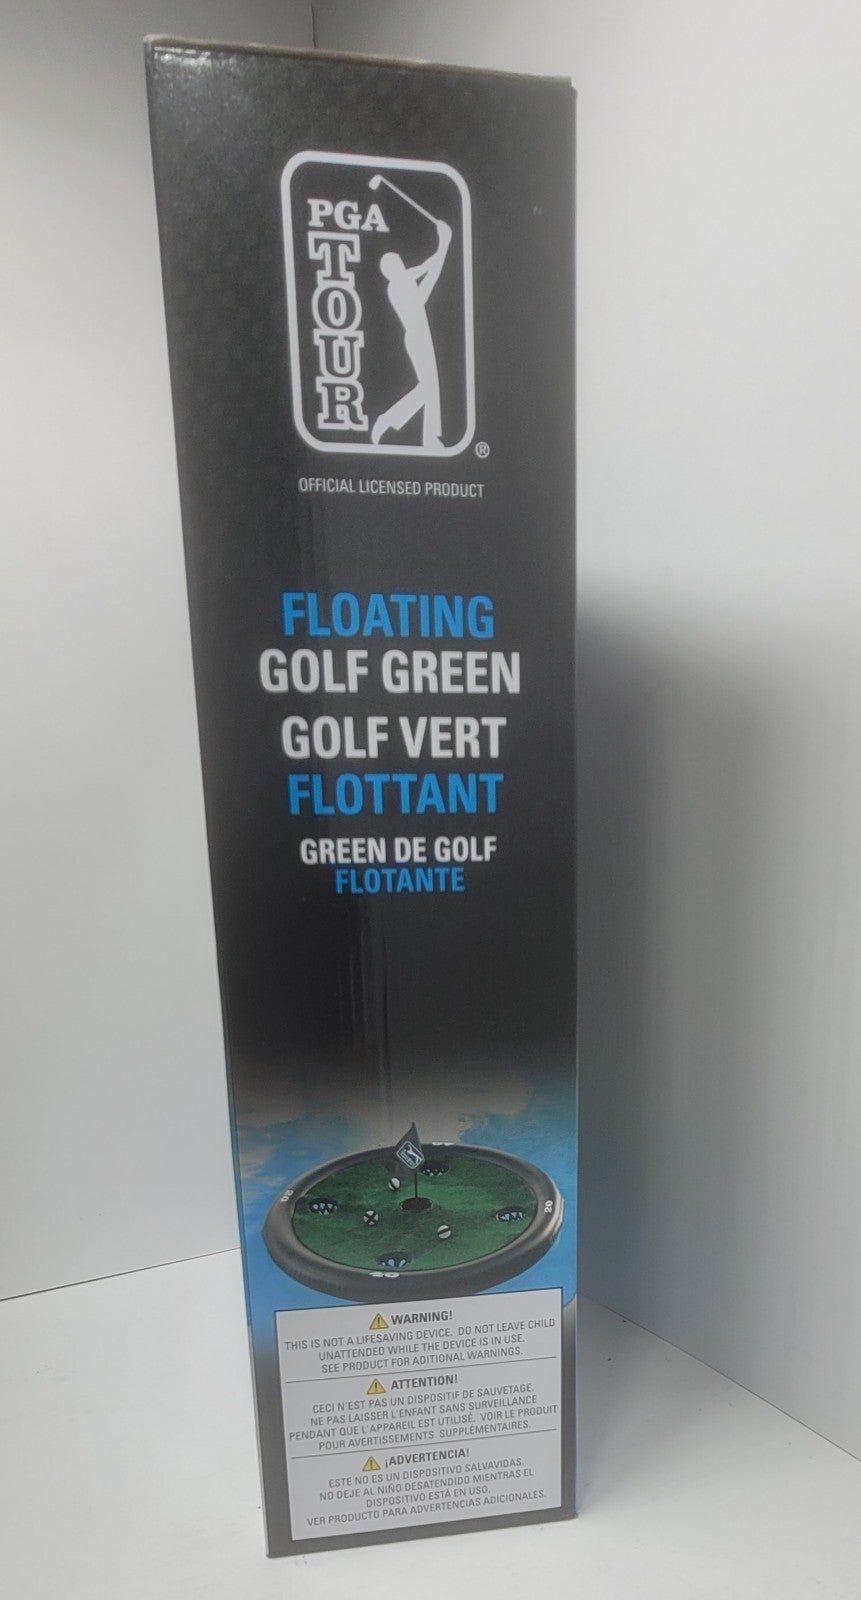 PGA
TOUR
®
OFFICIAL LICENSED PRODUCT
FLOATING
GOLF GREEN
GOLF VERT
FLOTTANT
GREEN DE GOLF
FLOTANTE
20
20
20
⚠ WARNING!
THIS IS NOT A LIFESAVING DEVICE. DO NOT LEAVE CHILD
UNATTENDED WHILE THE DEVICE IS IN USE.
SEE PRODUCT FOR ADITIONAL WARNINGS.
⚠ ATTENTION!
CECI N'EST PAS UN DISPOSITIF DE SAUVETAGE.
NE PAS LAISSER L'ENFANT SANS SURVEILLANCE
PENDANT QUE L'APPAREIL EST UTILISÉ. VOIR LE PRODUIT
POUR AVERTISSEMENTS SUPPLÉMENTAIRES.
⚠ ¡ADVERTENCIA!
ESTE NO ES UN DISPOSITIVO SALVAVIDAS.
NO DEJE AL NIÑO DESATENDIDO MIENTRAS EL
DISPOSITIVO ESTÁ EN USO.
VER PRODUCTO PARA ADVERTENCIAS ADICIONALES.